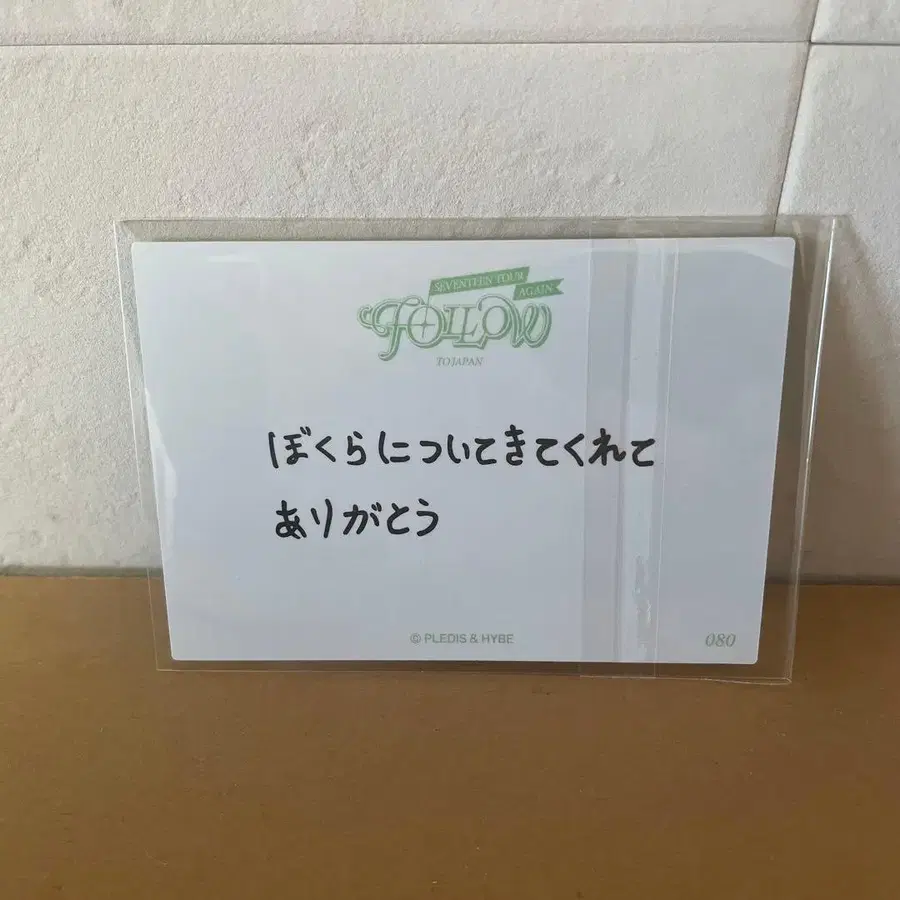 SEVENTEEN TOUR
AGAIN
FOLLOW
TO JAPAN
ぼくらについてきてくれて
ありがとう
© PLEDIS & HYBE
080